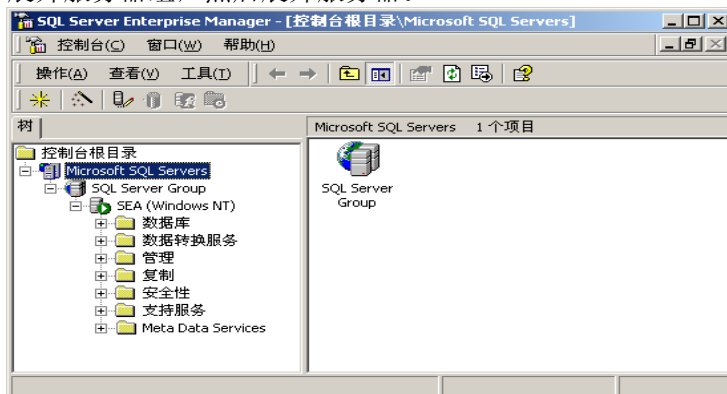 SQL Server Enterprise Manager - [控制台根目录\Microsoft SQL Servers]
控制台(C) 窗口(W) 帮助(H)
操作(A) 查看(V) 工具(T)
树
Microsoft SQL Servers 1 个项目
控制台根目录
Microsoft SQL Servers
SQL Server Group
SEA (Windows NT)
数据库
数据转换服务
管理
复制
安全性
支持服务
Meta Data Services
SQL Server
Group